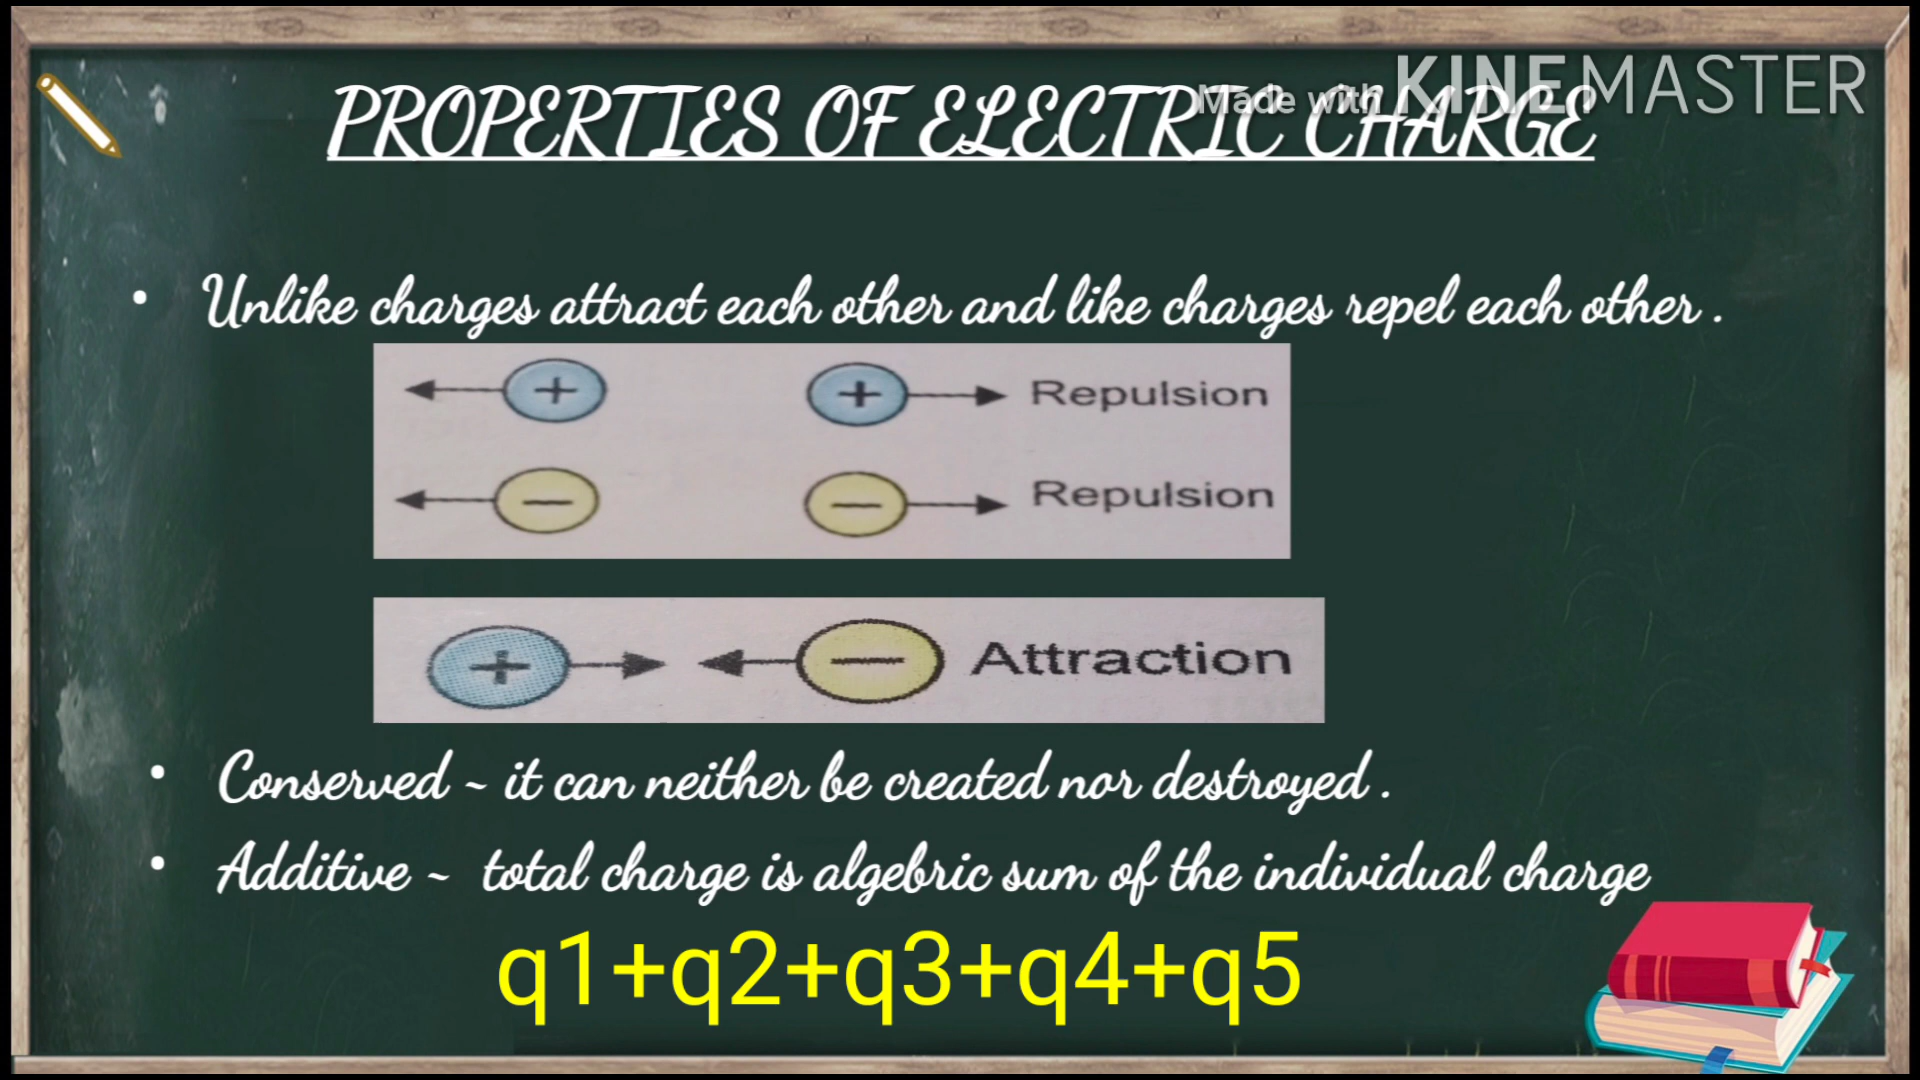 Made with KINEMASTER
PROPERTIES OF ELECTRIC CHARGE
• Unlike charges attract each other and like charges repel each other .
+ + Repulsion
− − Repulsion
+ − Attraction
• Conserved ~ it can neither be created nor destroyed .
• Additive ~ total charge is algebric sum of the individual charge
q1+q2+q3+q4+q5